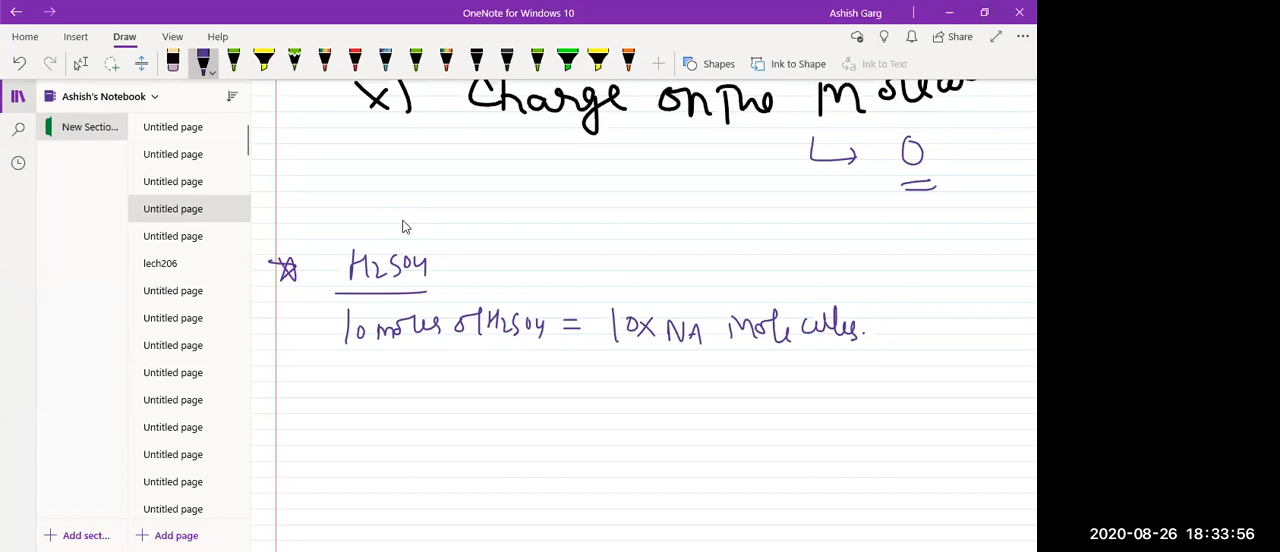 OneNote for Windows 10
Ashish Garg
Home Insert Draw View Help
Share
Shapes
Ink to Shape
Ink to Text
Ashish's Notebook
New Sectio...
Untitled page
Untitled page
Untitled page
Untitled page
Untitled page
lech206
Untitled page
Untitled page
Untitled page
Untitled page
Untitled page
Untitled page
Untitled page
Untitled page
Untitled page
Add sect...
Add page
x) Charge on the
↳ 0
H2SO4
10 moles of H2SO4 = 10 x NA molecules.
2020-08-26 18:33:56